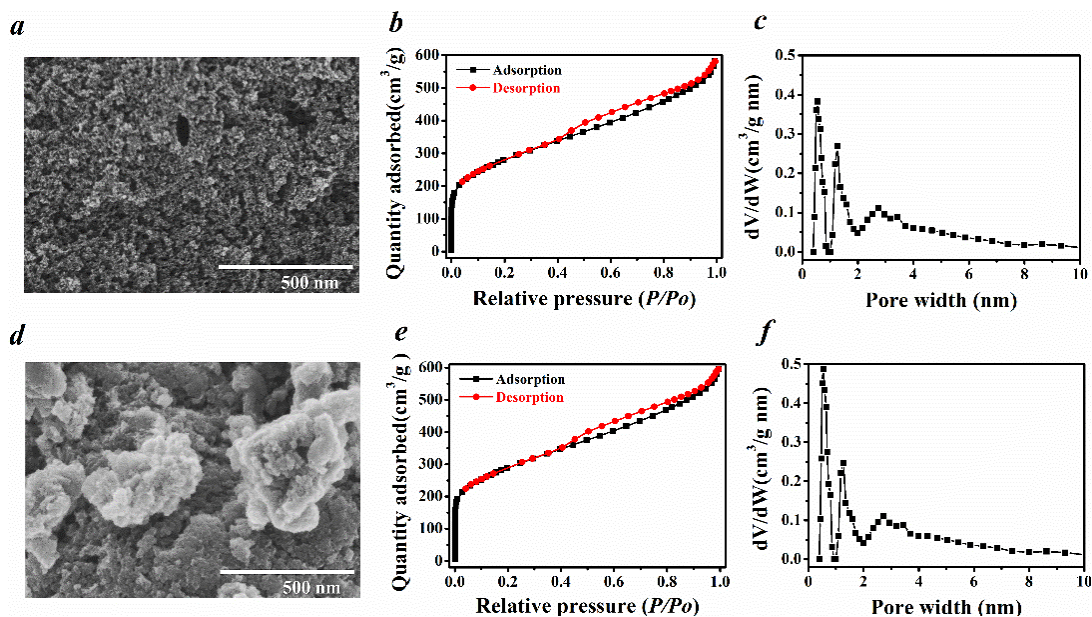 a
500 nm
b
Quantity adsorbed(cm³/g)
600
500
400
300
200
100
0
Adsorption
Desorption
0.0 0.2 0.4 0.6 0.8 1.0
Relative pressure (P/Po)
c
dV/dW(cm³/g nm)
0.5
0.4
0.3
0.2
0.1
0.0
0 2 4 6 8 10
Pore width (nm)
d
500 nm
e
Quantity adsorbed(cm³/g )
600
500
400
300
200
100
0
Adsorption
Desorption
0.0 0.2 0.4 0.6 0.8 1.0
Relative pressure (P/Po)
f
dV/dW(cm³/g nm)
0.5
0.4
0.3
0.2
0.1
0.0
0 2 4 6 8 10
Pore width (nm)